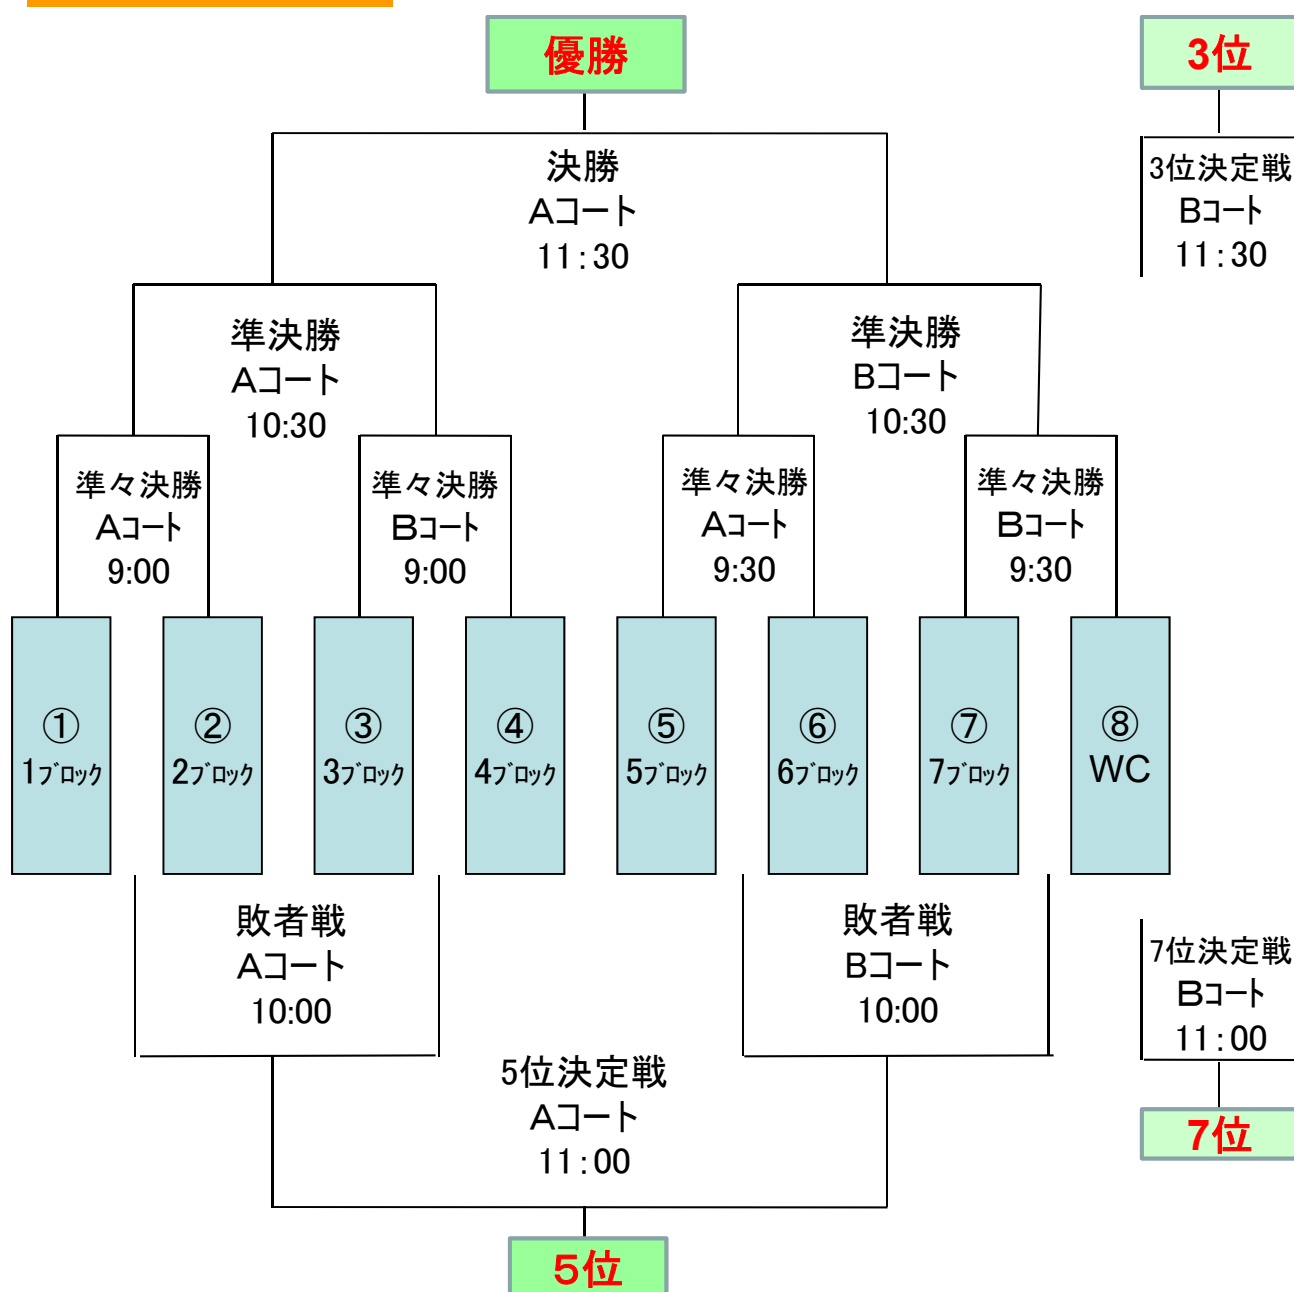 優勝
3位
決勝
Aコート
11:30
3位決定戦
Bコート
11:30
準決勝
Aコート
10:30
準決勝
Bコート
10:30
準々決勝
Aコート
9:00
準々決勝
Bコート
9:00
準々決勝
Aコート
9:30
準々決勝
Bコート
9:30
①
1ブロック
②
2ブロック
③
3ブロック
④
4ブロック
⑤
5ブロック
⑥
6ブロック
⑦
7ブロック
⑧
WC
敗者戦
Aコート
10:00
敗者戦
Bコート
10:00
7位決定戦
Bコート
11:00
5位決定戦
Aコート
11:00
7位
5位